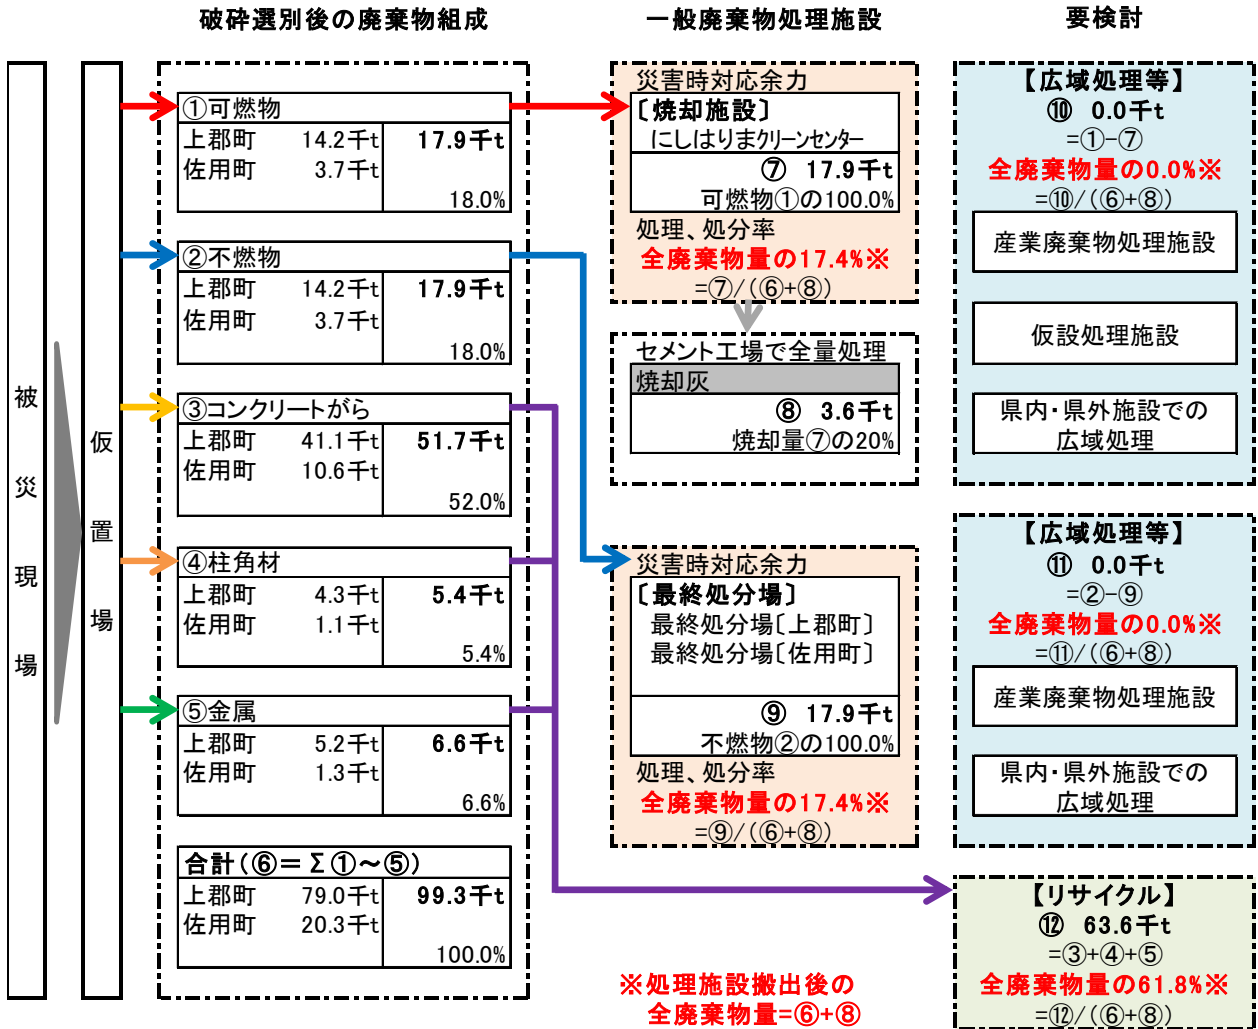 破砕選別後の廃棄物組成
一般廃棄物処理施設
要検討
被災現場
仮置場
①可燃物
上郡町 14.2千t 17.9千t
佐用町 3.7千t
18.0%
②不燃物
上郡町 14.2千t 17.9千t
佐用町 3.7千t
18.0%
③コンクリートがら
上郡町 41.1千t 51.7千t
佐用町 10.6千t
52.0%
④柱角材
上郡町 4.3千t 5.4千t
佐用町 1.1千t
5.4%
⑤金属
上郡町 5.2千t 6.6千t
佐用町 1.3千t
6.6%
合計(⑥=Σ①~⑤)
上郡町 79.0千t 99.3千t
佐用町 20.3千t
100.0%
災害時対応余力
〔焼却施設〕
にしはりまクリーンセンター
⑦ 17.9千t
可燃物①の100.0%
処理、処分率
全廃棄物量の17.4%※
=⑦/(⑥+⑧)
セメント工場で全量処理
焼却灰
⑧ 3.6千t
焼却量⑦の20%
災害時対応余力
〔最終処分場〕
最終処分場〔上郡町〕
最終処分場〔佐用町〕
⑨ 17.9千t
不燃物②の100.0%
処理、処分率
全廃棄物量の17.4%※
=⑨/(⑥+⑧)
※処理施設搬出後の
全廃棄物量=⑥+⑧
【広域処理等】
⑩ 0.0千t
=①-⑦
全廃棄物量の0.0%※
=⑩/(⑥+⑧)
産業廃棄物処理施設
仮設処理施設
県内・県外施設での
広域処理
【広域処理等】
⑪ 0.0千t
=②-⑨
全廃棄物量の0.0%※
=⑪/(⑥+⑧)
産業廃棄物処理施設
県内・県外施設での
広域処理
【リサイクル】
⑫ 63.6千t
=③+④+⑤
全廃棄物量の61.8%※
=⑫/(⑥+⑧)